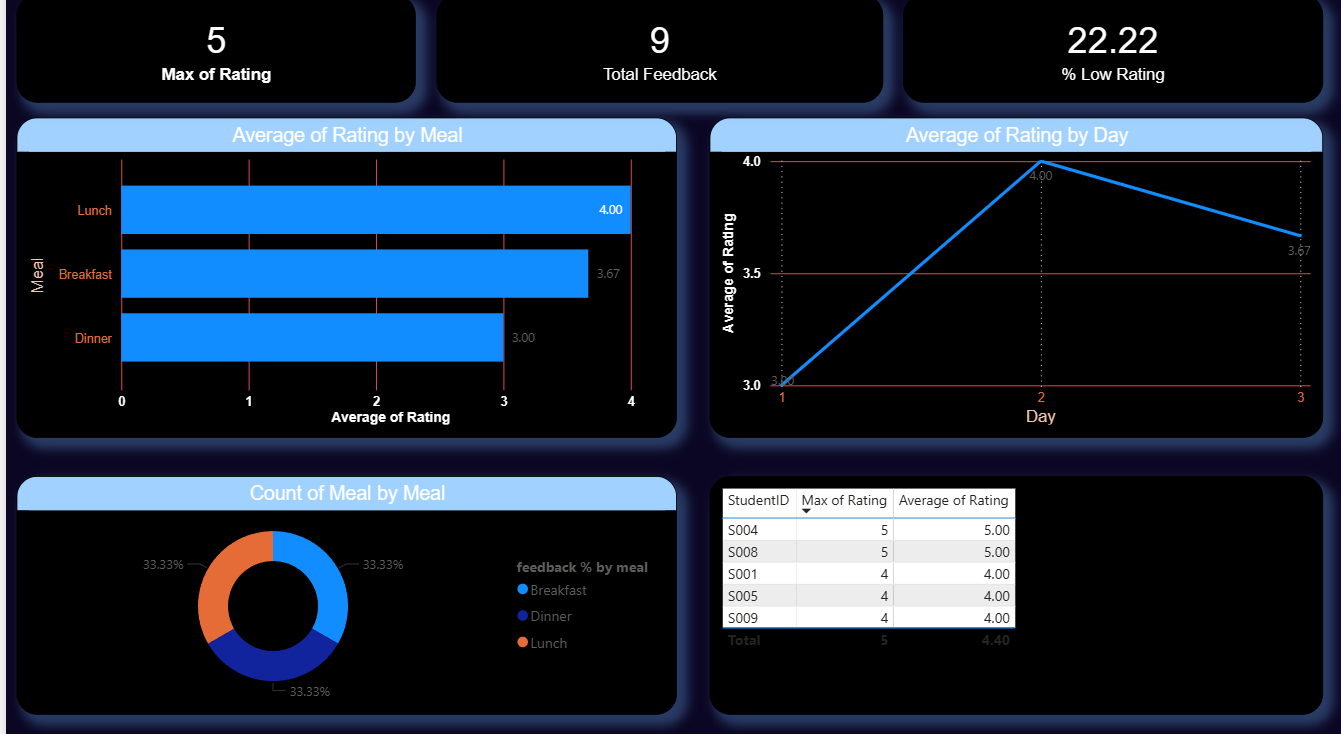 5
Max of Rating
9
Total Feedback
22.22
% Low Rating
Average of Rating by Meal
Meal
Lunch
4.00
Breakfast
3.67
Dinner
3.00
0 1 2 3 4
Average of Rating
Average of Rating by Day
Average of Rating
4.0
3.5
3.0
3.00
4.00
3.67
1 2 3
Day
Count of Meal by Meal
33.33%
33.33%
33.33%
feedback % by meal
Breakfast
Dinner
Lunch
StudentID Max of Rating Average of Rating
S004 5 5.00
S008 5 5.00
S001 4 4.00
S005 4 4.00
S009 4 4.00
Total 5 4.40